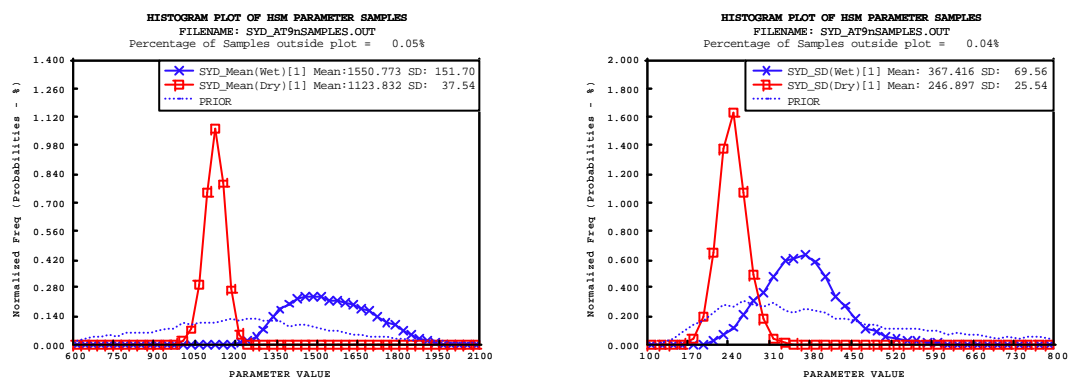 HISTOGRAM PLOT OF HSM PARAMETER SAMPLES
FILENAME: SYD_AT9nSAMPLES.OUT
Percentage of Samples outside plot = 0.05%
SYD_Mean(Wet)[1] Mean:1550.773 SD: 151.70
SYD_Mean(Dry)[1] Mean:1123.832 SD: 37.54
PRIOR
Normalized Freq (Probabilities - %)
1.400
1.260
1.120
0.980
0.840
0.700
0.560
0.420
0.280
0.140
0.000
600 750 900 1050 1200 1350 1500 1650 1800 1950 2100
PARAMETER VALUE
HISTOGRAM PLOT OF HSM PARAMETER SAMPLES
FILENAME: SYD_AT9nSAMPLES.OUT
Percentage of Samples outside plot = 0.04%
SYD_SD(Wet)[1] Mean: 367.416 SD: 69.56
SYD_SD(Dry)[1] Mean: 246.897 SD: 25.54
PRIOR
Normalized Freq (Probabilities - %)
2.000
1.800
1.600
1.400
1.200
1.000
0.800
0.600
0.400
0.200
0.000
100 170 240 310 380 450 520 590 660 730 800
PARAMETER VALUE